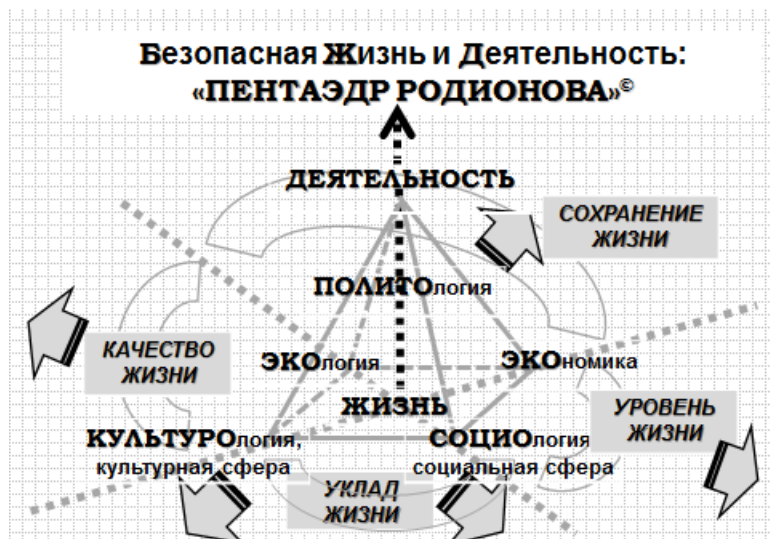 Безопасная Жизнь и Деятельность:
«ПЕНТАЭДР РОДИОНОВА»©
ДЕЯТЕЛЬНОСТЬ
СОХРАНЕНИЕ
ЖИЗНИ
ПОЛИТология
КАЧЕСТВО
ЖИЗНИ
ЭКОлогия
ЭКОномика
ЖИЗНЬ
УРОВЕНЬ
ЖИЗНИ
КУЛЬТУРОлогия,
культурная сфера
СОЦИОлогия
социальная сфера
УКЛАД
ЖИЗНИ